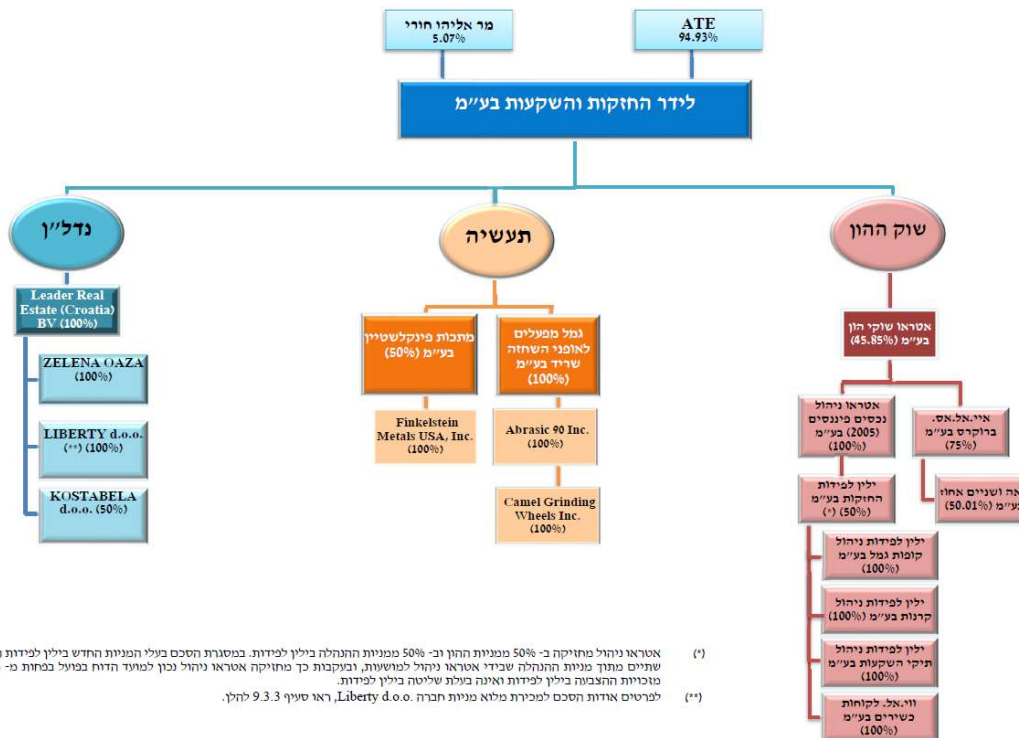 ATE
94.93%
מר אליהו חורי
5.07%
לידר החזקות והשקעות בע״מ
שוק ההון
תעשיה
נדל״ן
אטראו שוקי הון
בע״מ (45.85%)
איי.אל.אס.
ברוקרס בע״מ
(75%)
ושניים אחוז
(50.01%)
אטראו ניהול
נכסים פיננסים
(2005) בע״מ
(100%)
ילין לפידות
החזקות בע״מ
(50%) (*)
ילין לפידות ניהול
קופות גמל בע״מ
(100%)
ילין לפידות ניהול
קרנות בע״מ (100%)
ילין לפידות ניהול
תיקי השקעות בע״מ
(100%)
ווי.אל. לקוחות
כשירים בע״מ
(100%)
גמל מפעלים
לאופני השחזה
שריד בע״מ
(100%)
Abrasic 90 Inc.
(100%)
Camel Grinding
Wheels Inc.
(100%)
מתכות פינקלשטיין
בע״מ (50%)
Finkelstein
Metals USA, Inc.
(100%)
Leader Real
Estate (Croatia)
BV (100%)
ZELENA OAZA
(100%)
LIBERTY d.o.o.
(100%) (**)
KOSTABELA
d.o.o. (50%)
(*) אטראו ניהול מחזיקה ב- 50% ממניות ההון וב- 50% ממניות ההנהלה בילין לפידות. במסגרת הסכם בעלי המניות החדש בילין לפידות
שתיים מתוך מניות ההנהלה שבידי אטראו ניהול למושעות, ובעקבות כך מחזיקה אטראו ניהול נכון למועד הדוח בפועל בפחות מ-
מזכויות ההצבעה בילין לפידות ואינה בעלת שליטה בילין לפידות.
(**) לפרטים אודות הסכם למכירת מלוא מניות חברה Liberty d.o.o., ראו סעיף 9.3.3 להלן.